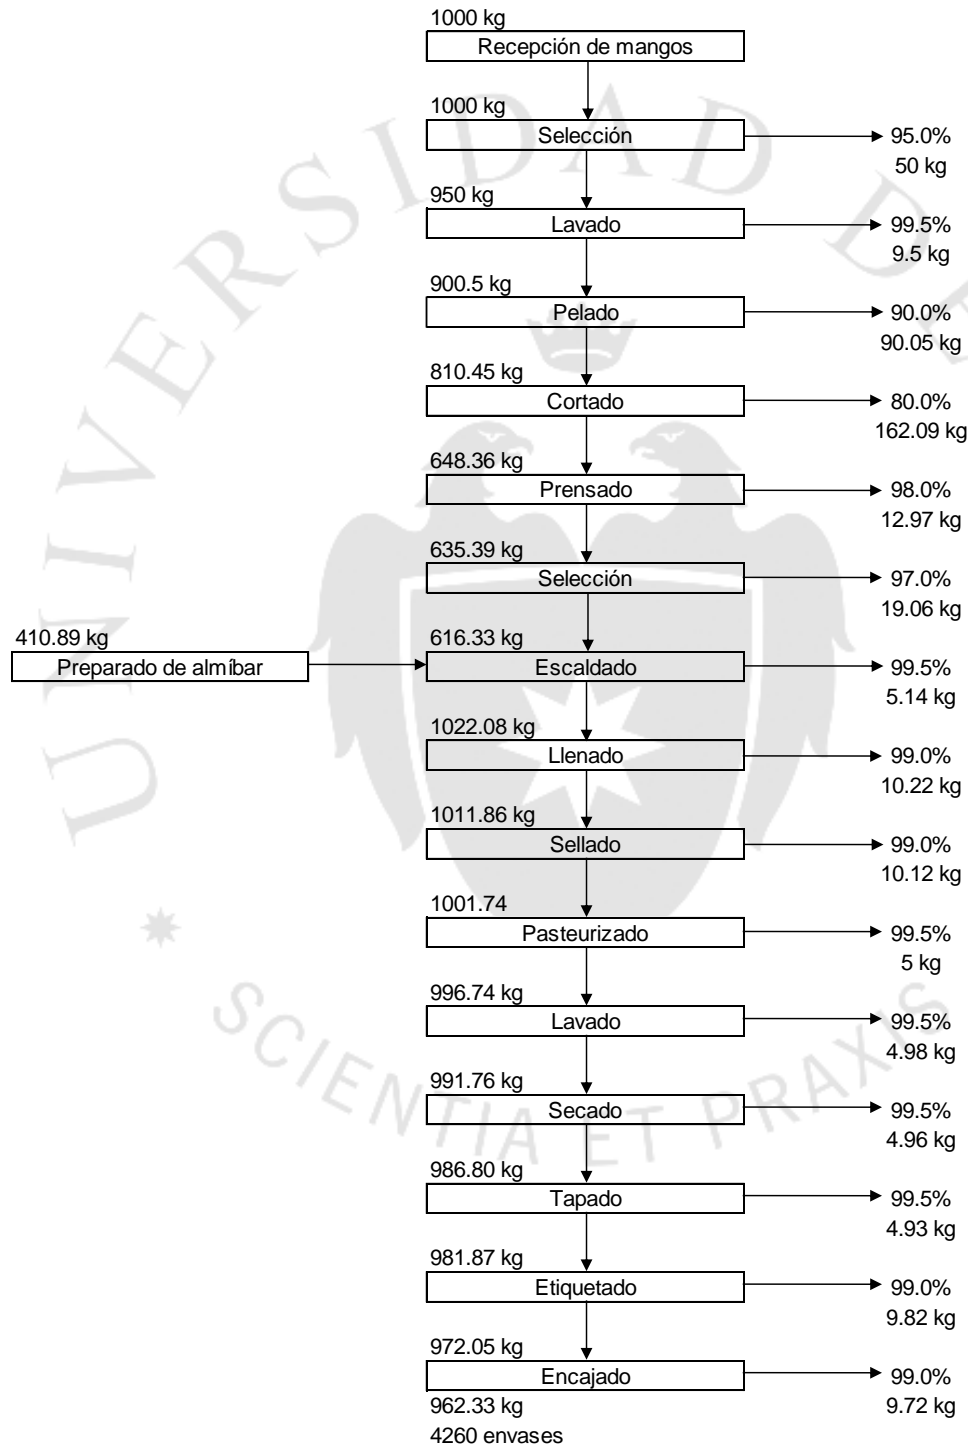 1000 kg
Recepción de mangos
1000 kg
Selección
95.0%
50 kg
950 kg
Lavado
99.5%
9.5 kg
900.5 kg
Pelado
90.0%
90.05 kg
810.45 kg
Cortado
80.0%
162.09 kg
648.36 kg
Prensado
98.0%
12.97 kg
635.39 kg
Selección
97.0%
19.06 kg
410.89 kg
Preparado de almíbar
616.33 kg
Escaldado
99.5%
5.14 kg
1022.08 kg
Llenado
99.0%
10.22 kg
1011.86 kg
Sellado
99.0%
10.12 kg
1001.74
Pasteurizado
99.5%
5 kg
996.74 kg
Lavado
99.5%
4.98 kg
991.76 kg
Secado
99.5%
4.96 kg
986.80 kg
Tapado
99.5%
4.93 kg
981.87 kg
Etiquetado
99.0%
9.82 kg
972.05 kg
Encajado
99.0%
9.72 kg
962.33 kg
4260 envases
UNIVERSIDAD DE
SCIENTIA ET PRAXIS